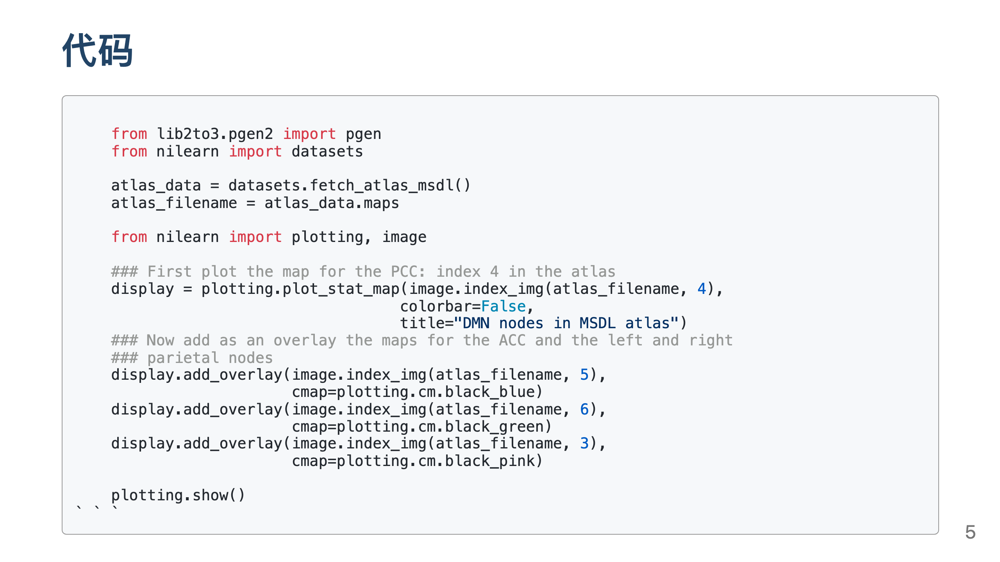 代码
from lib2to3.pgen2 import pgen
from nilearn import datasets
atlas_data = datasets.fetch_atlas_msdl()
atlas_filename = atlas_data.maps
from nilearn import plotting, image
### First plot the map for the PCC: index 4 in the atlas
display = plotting.plot_stat_map(image.index_img(atlas_filename, 4),
colorbar=False,
title="DMN nodes in MSDL atlas")
### Now add as an overlay the maps for the ACC and the left and right
### parietal nodes
display.add_overlay(image.index_img(atlas_filename, 5),
cmap=plotting.cm.black_blue)
display.add_overlay(image.index_img(atlas_filename, 6),
cmap=plotting.cm.black_green)
display.add_overlay(image.index_img(atlas_filename, 3),
cmap=plotting.cm.black_pink)
plotting.show()
` ` `
5